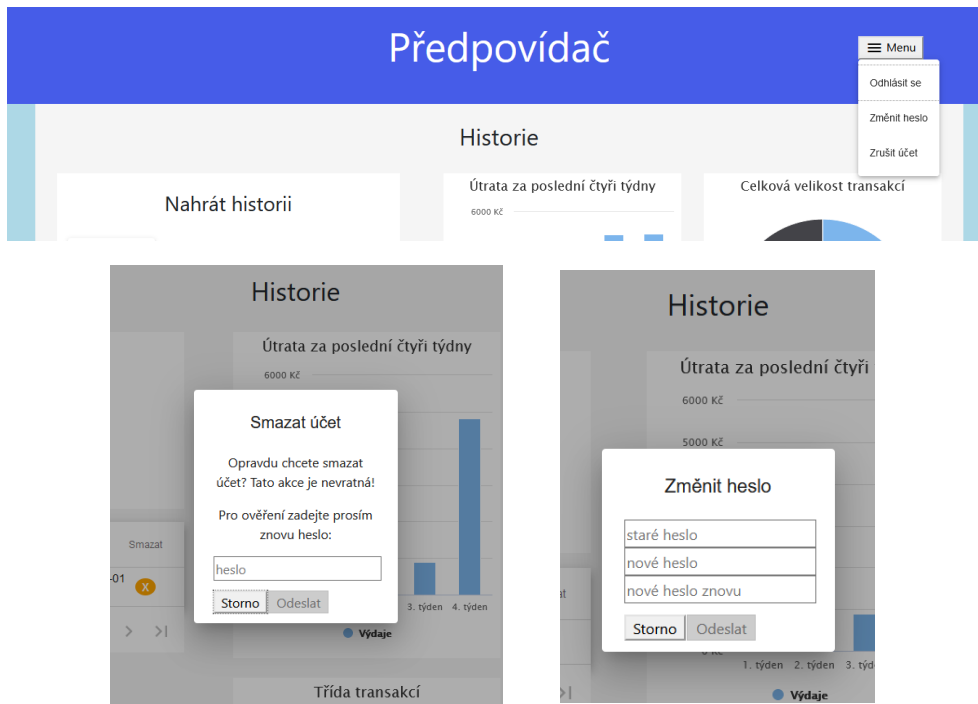 Předpovídač
Menu
Odhlásit se
Změnit heslo
Zrušit účet
Historie
Nahrát historii
Útrata za poslední čtyři týdny
6000 Kč
Celková velikost transakcí
Historie
Útrata za poslední čtyři týdny
6000 Kč
Smazat účet
Opravdu chcete smazat
účet? Tato akce je nevratná!
Pro ověření zadejte prosím
znovu heslo:
heslo
Storno Odeslat
Smazat
-01 X
3. týden 4. týden
Výdaje
Třída transakcí
Historie
Útrata za poslední čtyři
6000 Kč
5000 Kč
Změnit heslo
staré heslo
nové heslo
nové heslo znovu
Storno Odeslat
1. týden 2. týden 3. týd
Výdaje